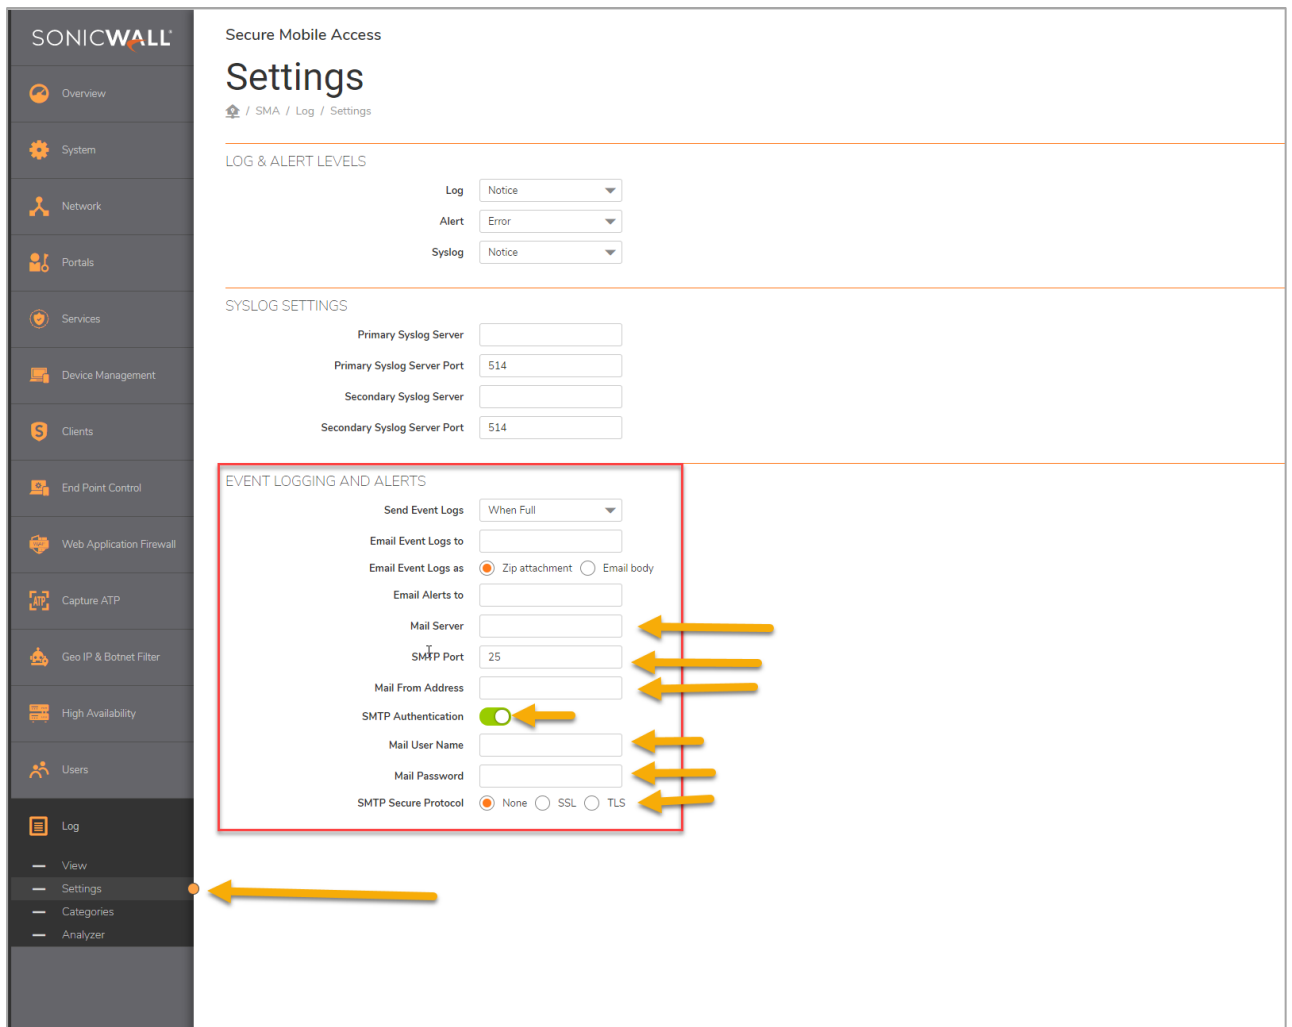 SONICWALL
Overview
System
Network
Portals
Services
Device Management
Clients
End Point Control
Web Application Firewall
ATP
Capture ATP
Geo IP & Botnet Filter
High Availability
Users
Log
View
Settings
Categories
Analyzer
Secure Mobile Access
Settings
/ SMA / Log / Settings
LOG & ALERT LEVELS
Log Notice
Alert Error
Syslog Notice
SYSLOG SETTINGS
Primary Syslog Server
Primary Syslog Server Port 514
Secondary Syslog Server
Secondary Syslog Server Port 514
EVENT LOGGING AND ALERTS
Send Event Logs When Full
Email Event Logs to
Email Event Logs as Zip attachment Email body
Email Alerts to
Mail Server
SMTP Port 25
Mail From Address
SMTP Authentication
Mail User Name
Mail Password
SMTP Secure Protocol None SSL TLS